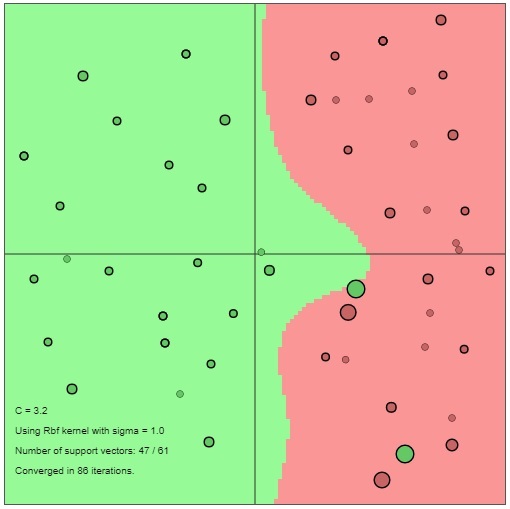 C = 3.2
Using Rbf kernel with sigma = 1.0
Number of support vectors: 47 / 61
Converged in 86 iterations.